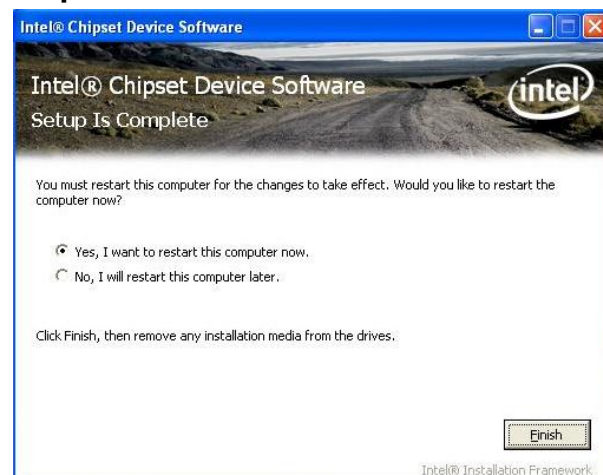 Intel® Chipset Device Software
Intel® Chipset Device Software
intel
Setup Is Complete
You must restart this computer for the changes to take effect. Would you like to restart the
computer now?
Yes, I want to restart this computer now.
No, I will restart this computer later.
Click Finish, then remove any installation media from the drives.
Finish
Intel® Installation Framework